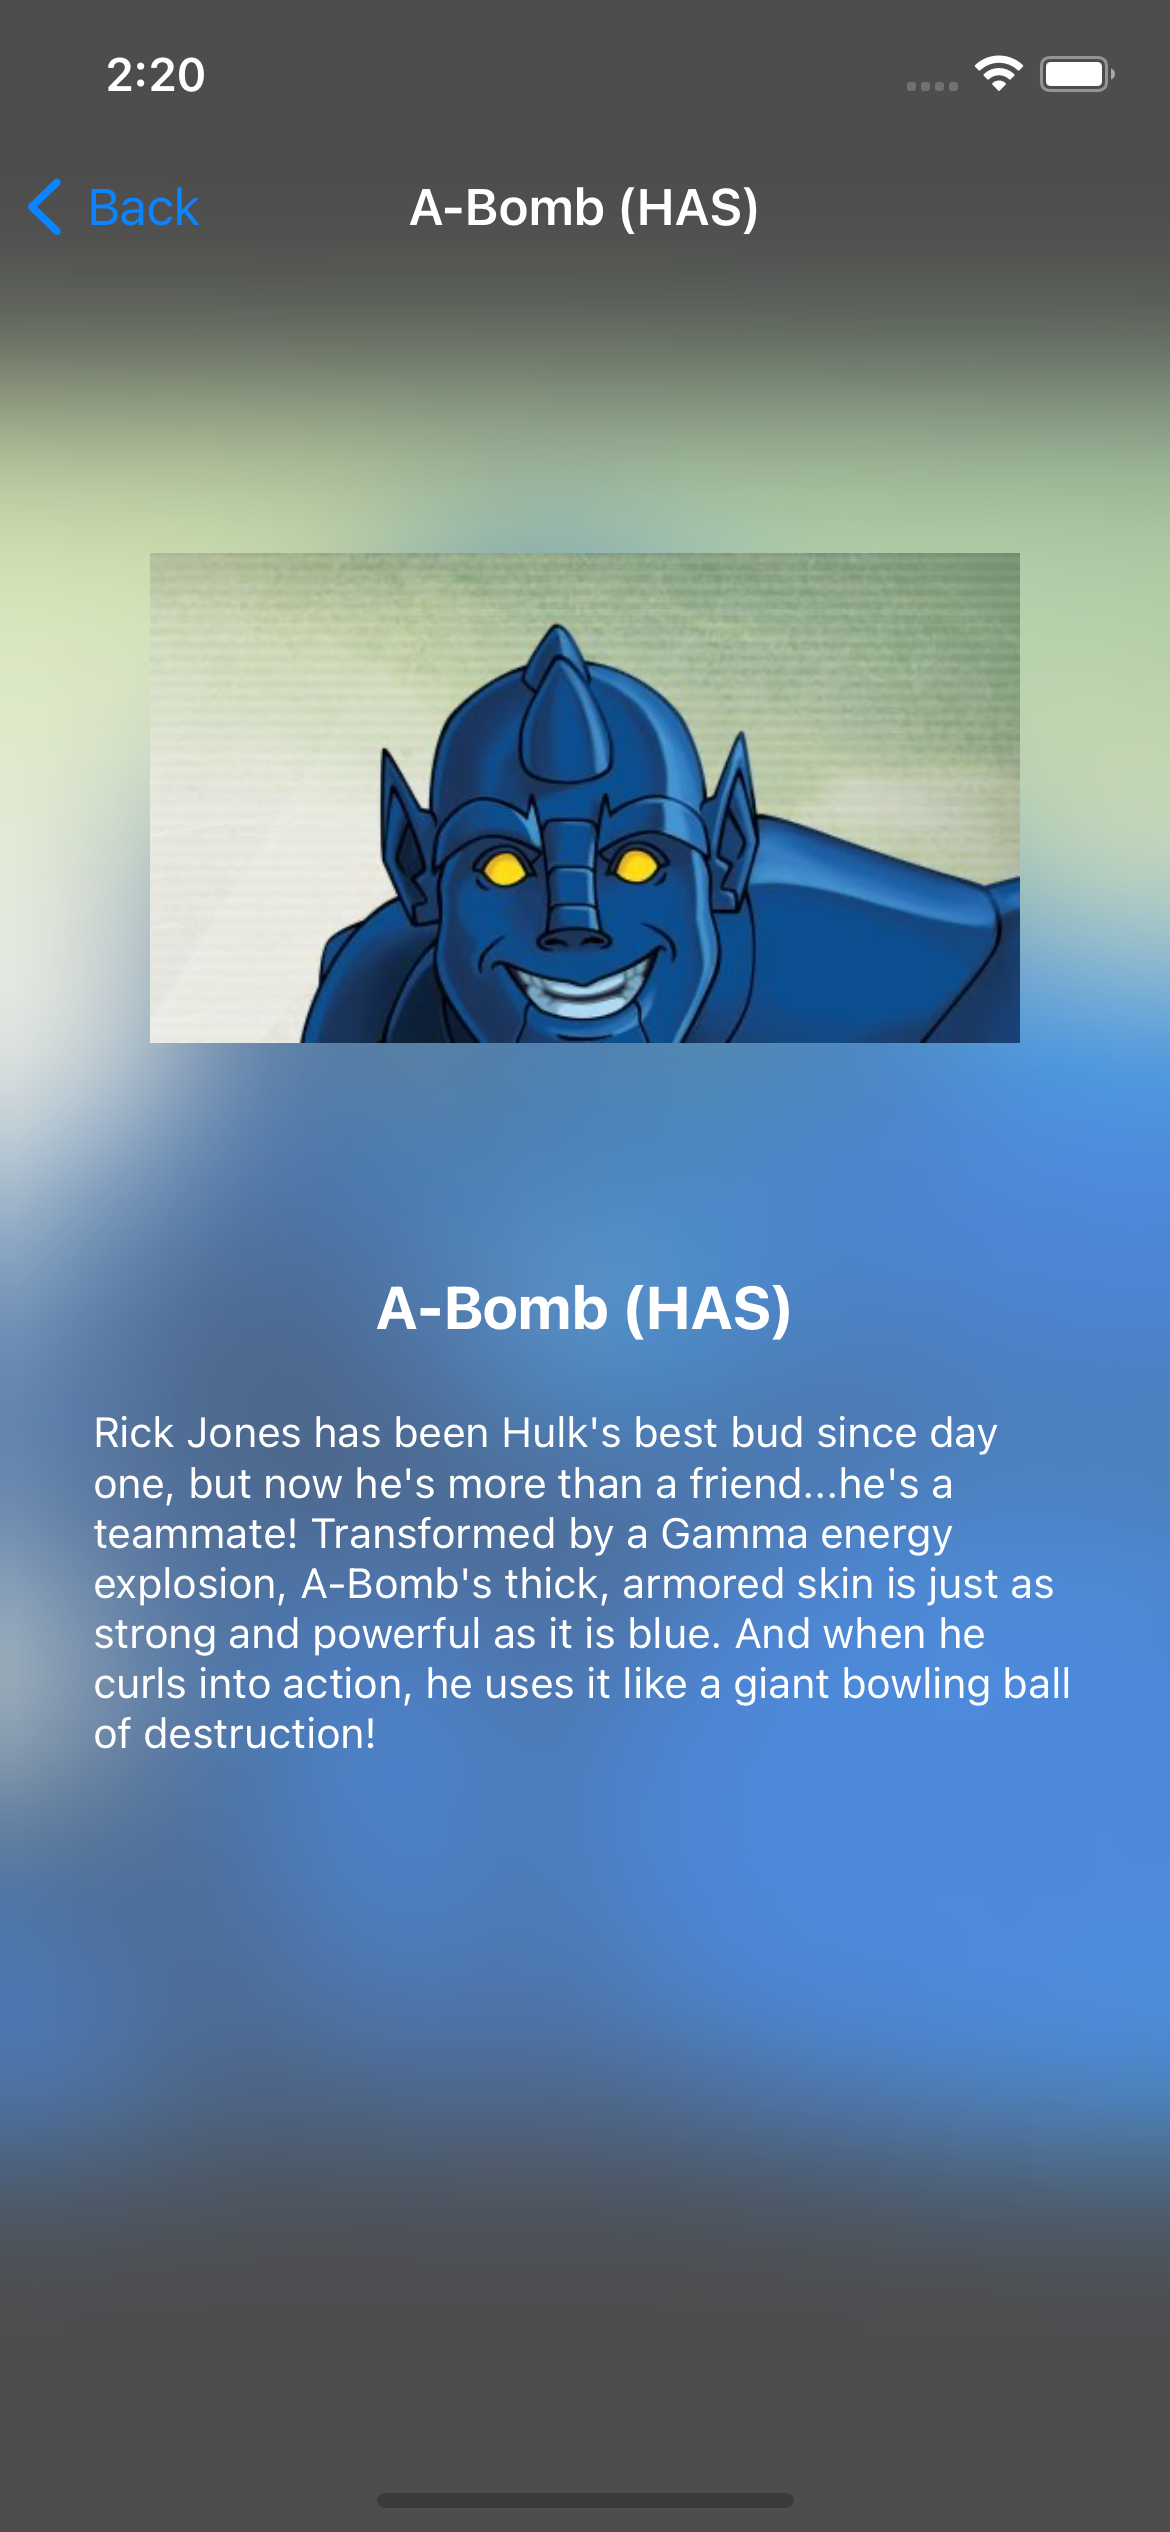 2:20
Back
A-Bomb (HAS)
A-Bomb (HAS)
Rick Jones has been Hulk's best bud since day
one, but now he's more than a friend...he's a
teammate! Transformed by a Gamma energy
explosion, A-Bomb's thick, armored skin is just as
strong and powerful as it is blue. And when he
curls into action, he uses it like a giant bowling ball
of destruction!